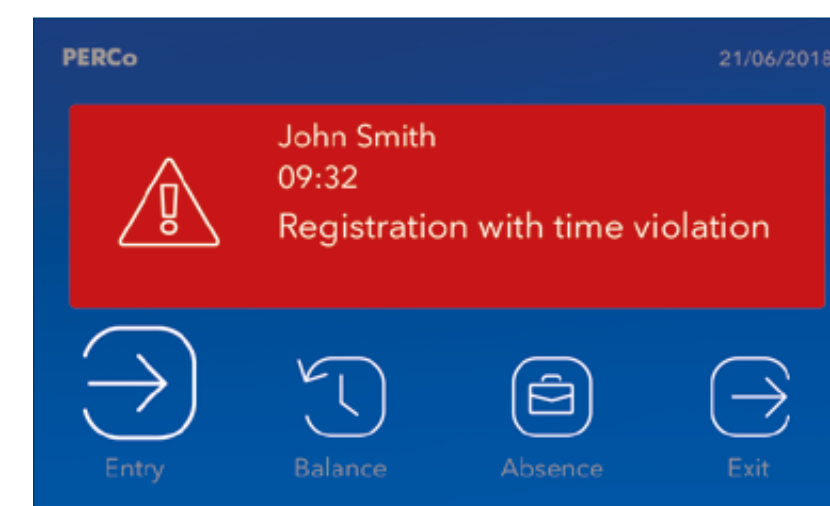 PERCo 21/06/2018
John Smith
09:32
Registration with time violation
Entry Balance Absence Exit